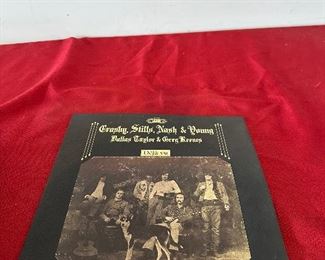 Crosby, Stills, Nash & Young
Dallas Taylor & Greg Reeves